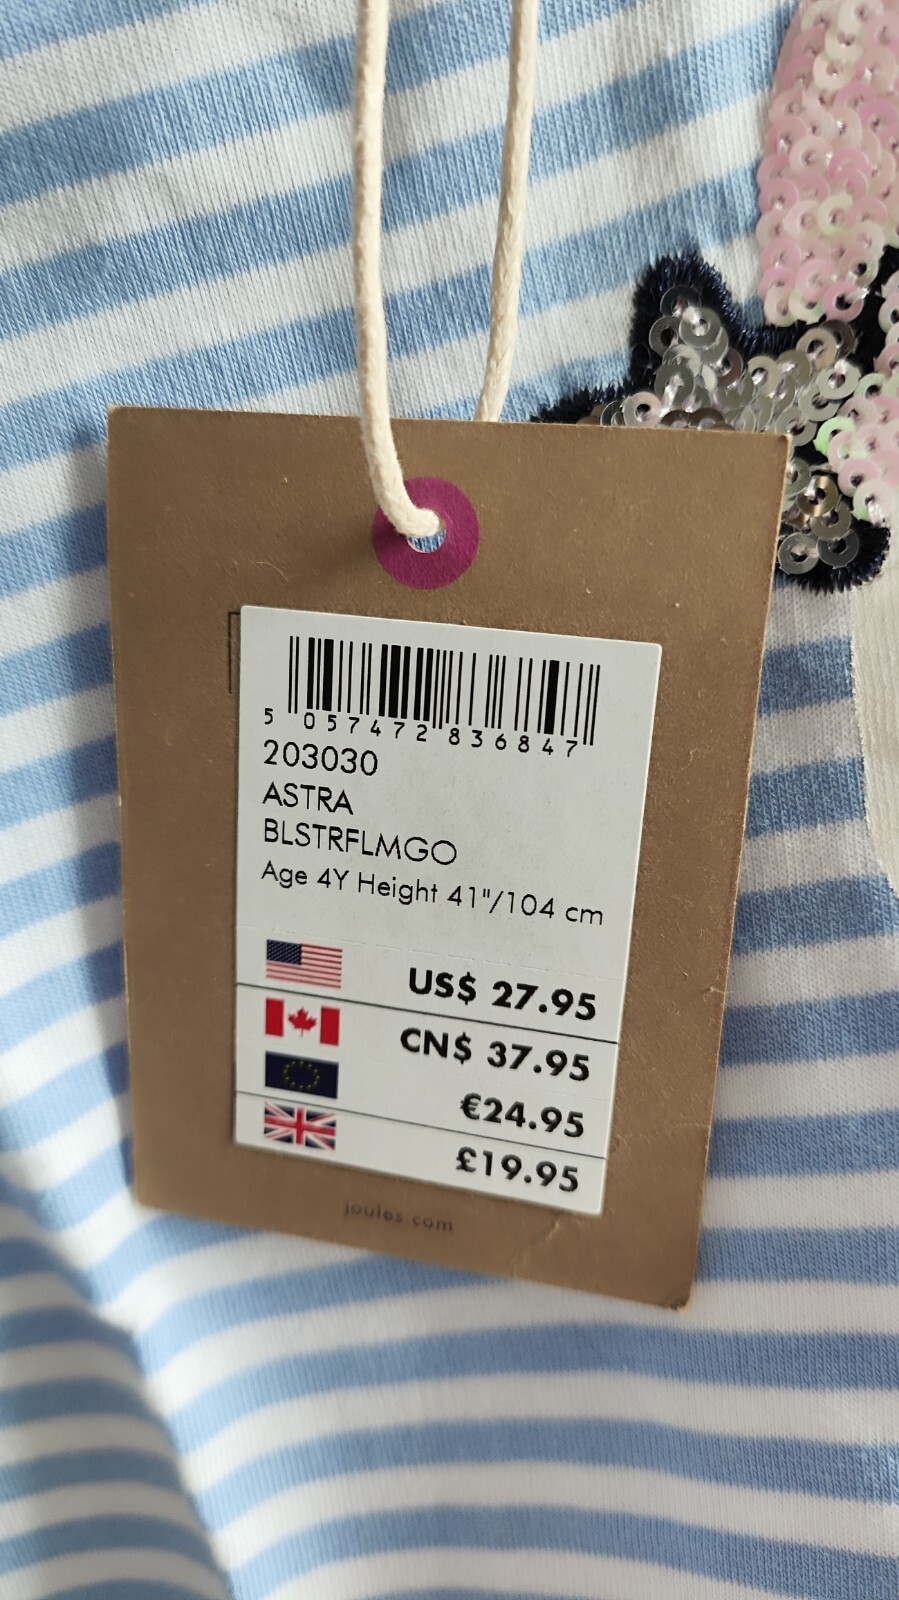 5 057472 836847
203030
ASTRA
BLSTRFLMGO
Age 4Y Height 41"/104 cm
US$ 27.95
CN$ 37.95
€24.95
£19.95
joules.com